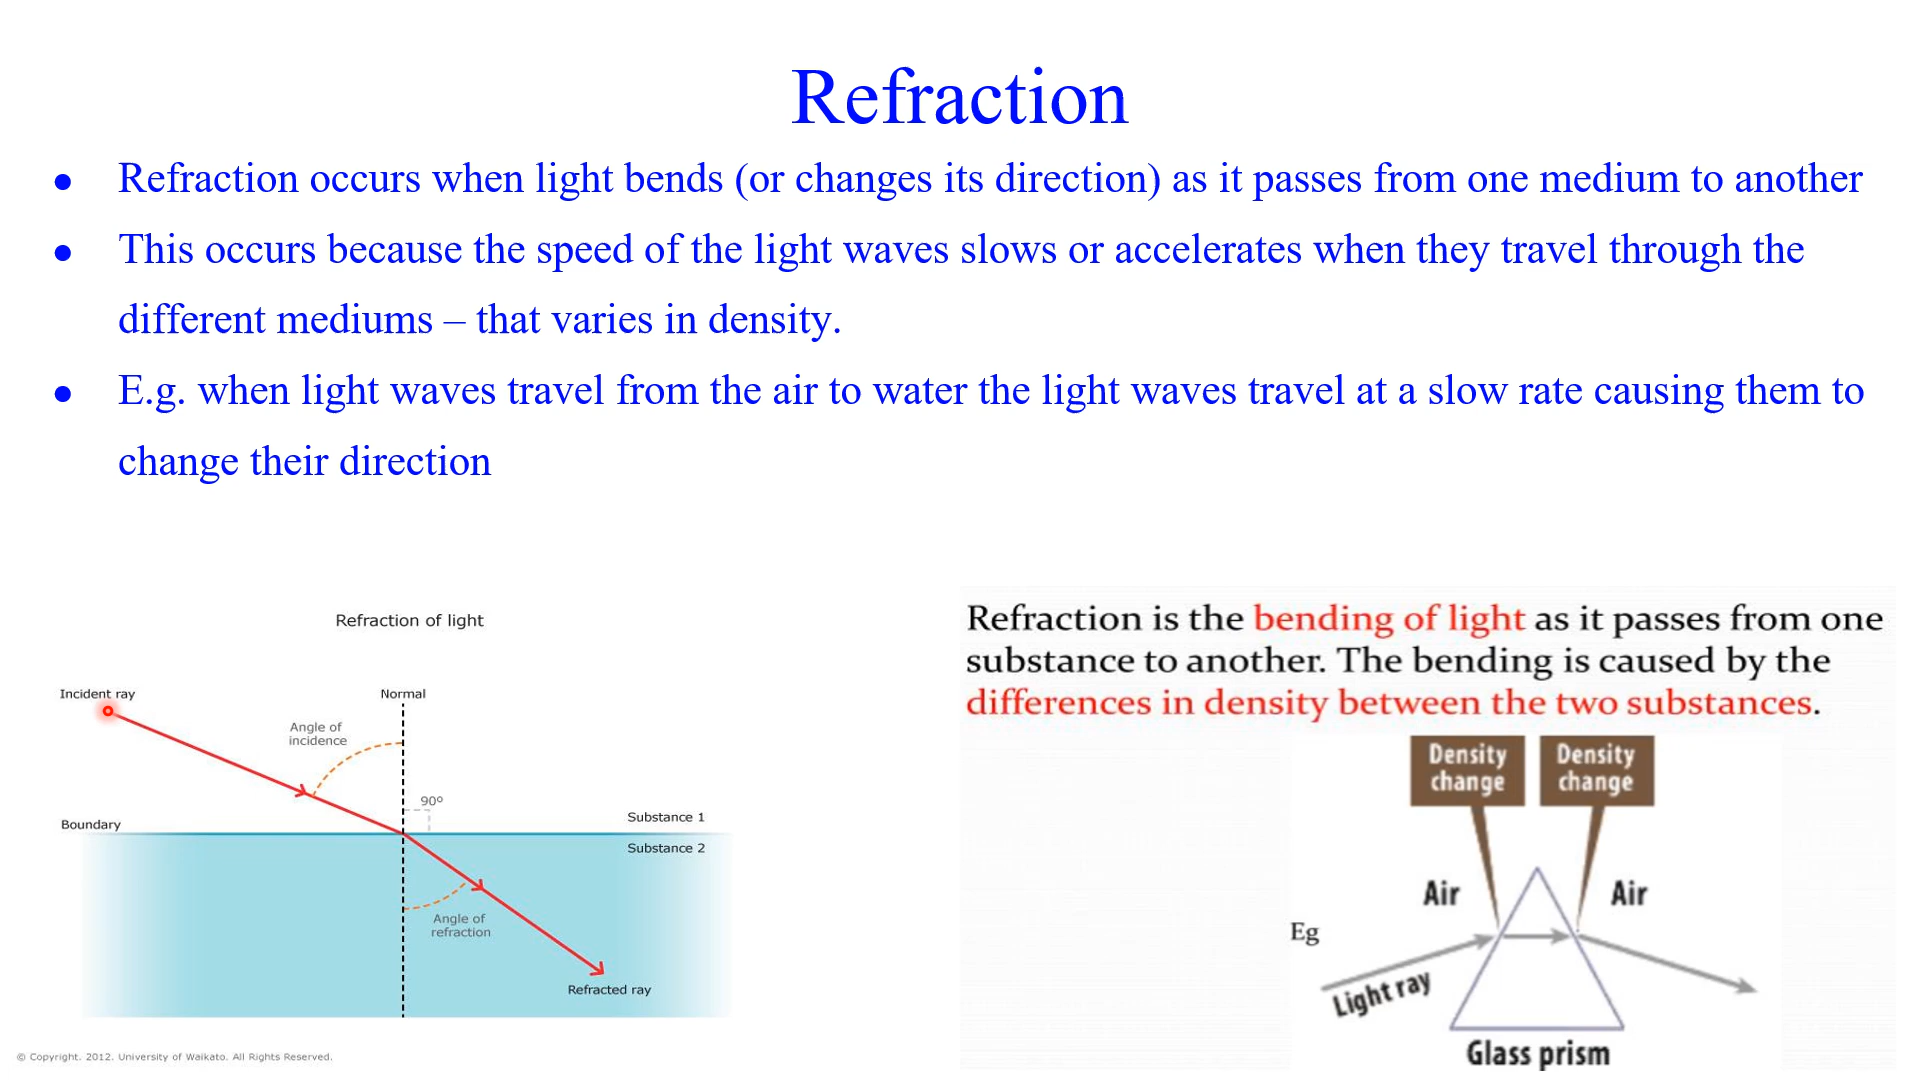 Refraction
● Refraction occurs when light bends (or changes its direction) as it passes from one medium to another
● This occurs because the speed of the light waves slows or accelerates when they travel through the
different mediums – that varies in density.
● E.g. when light waves travel from the air to water the light waves travel at a slow rate causing them to
change their direction
Refraction of light
Incident ray
Normal
Angle of
incidence
90º
Boundary
Substance 1
Substance 2
Angle of
refraction
Refracted ray
© Copyright. 2012. University of Waikato. All Rights Reserved.
Refraction is the bending of light as it passes from one
substance to another. The bending is caused by the
differences in density between the two substances.
Density
change
Density
change
Air
Air
Eg
Light ray
Glass prism